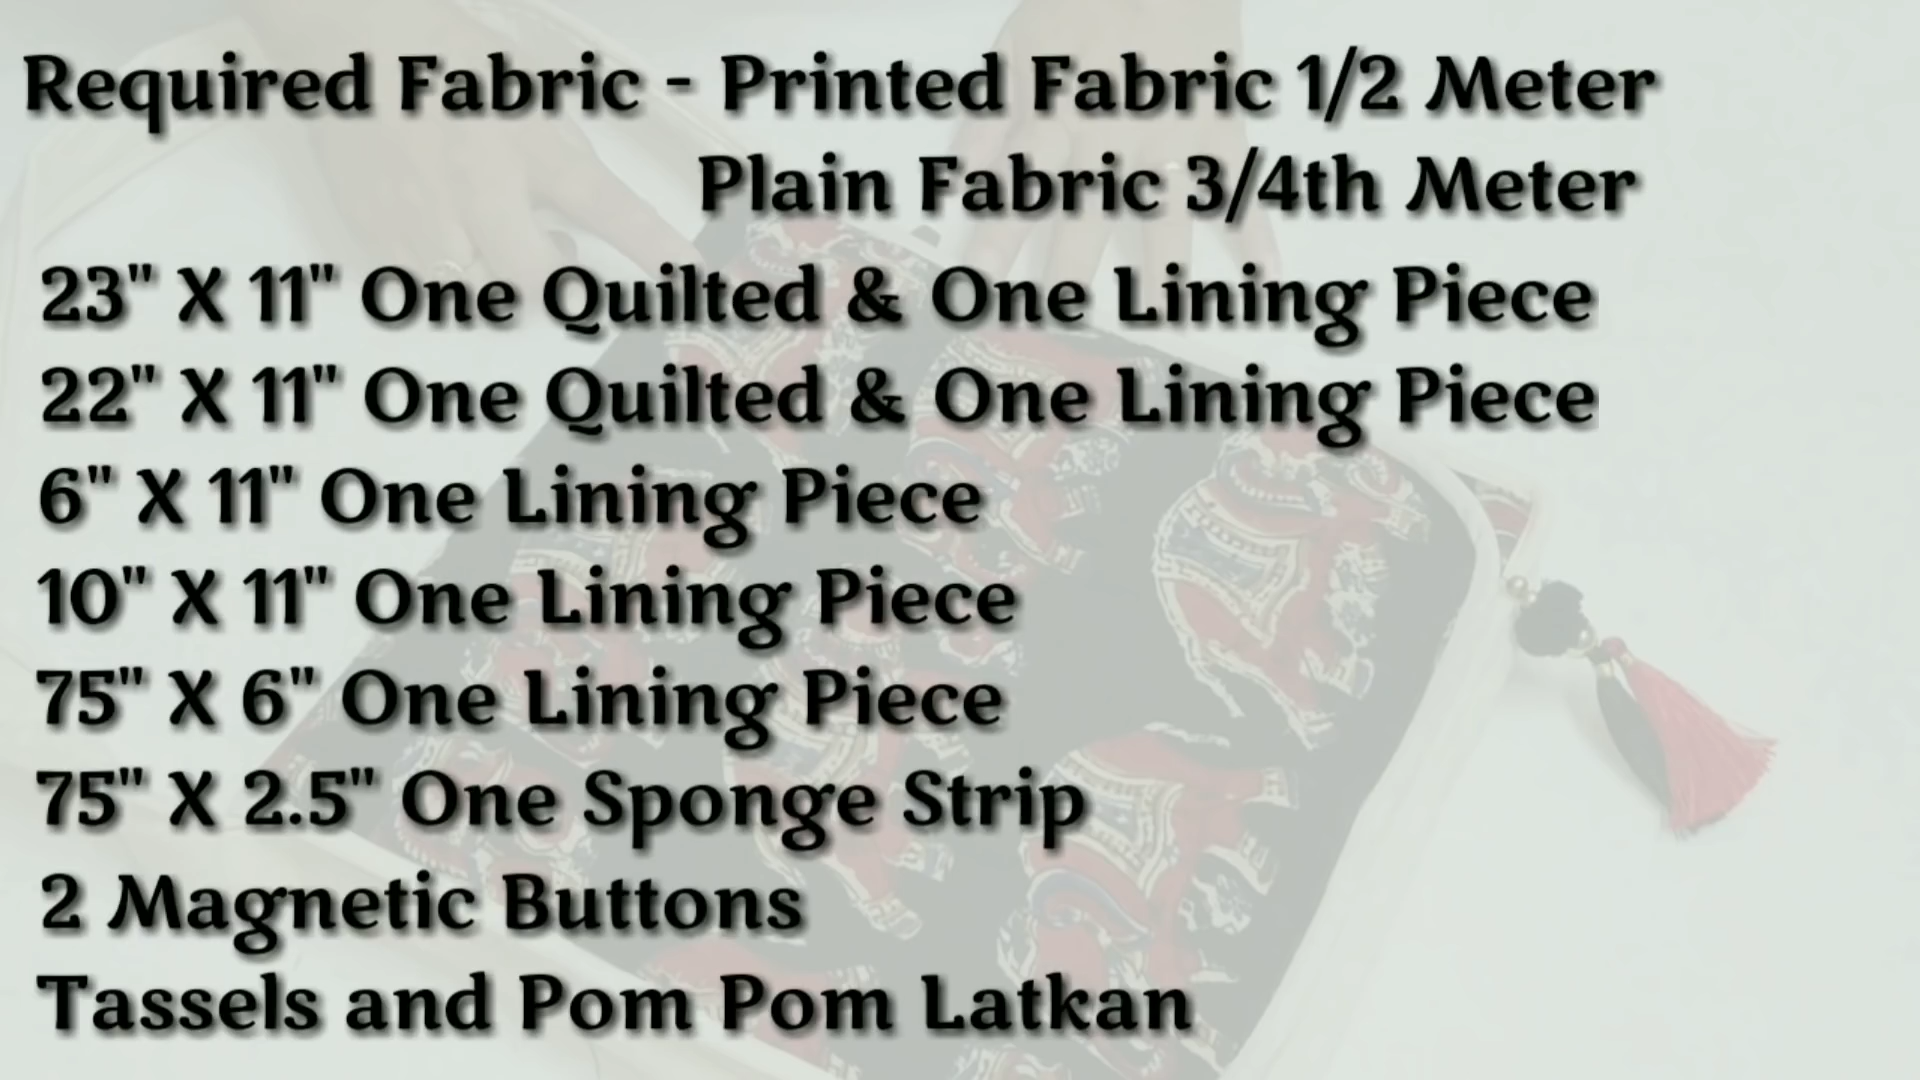 Required Fabric - Printed Fabric 1/2 Meter
Plain Fabric 3/4th Meter
23" X 11" One Quilted & One Lining Piece
22" X 11" One Quilted & One Lining Piece
6" X 11" One Lining Piece
10" X 11" One Lining Piece
75" X 6" One Lining Piece
75" X 2.5" One Sponge Strip
2 Magnetic Buttons
Tassels and Pom Pom Latkan